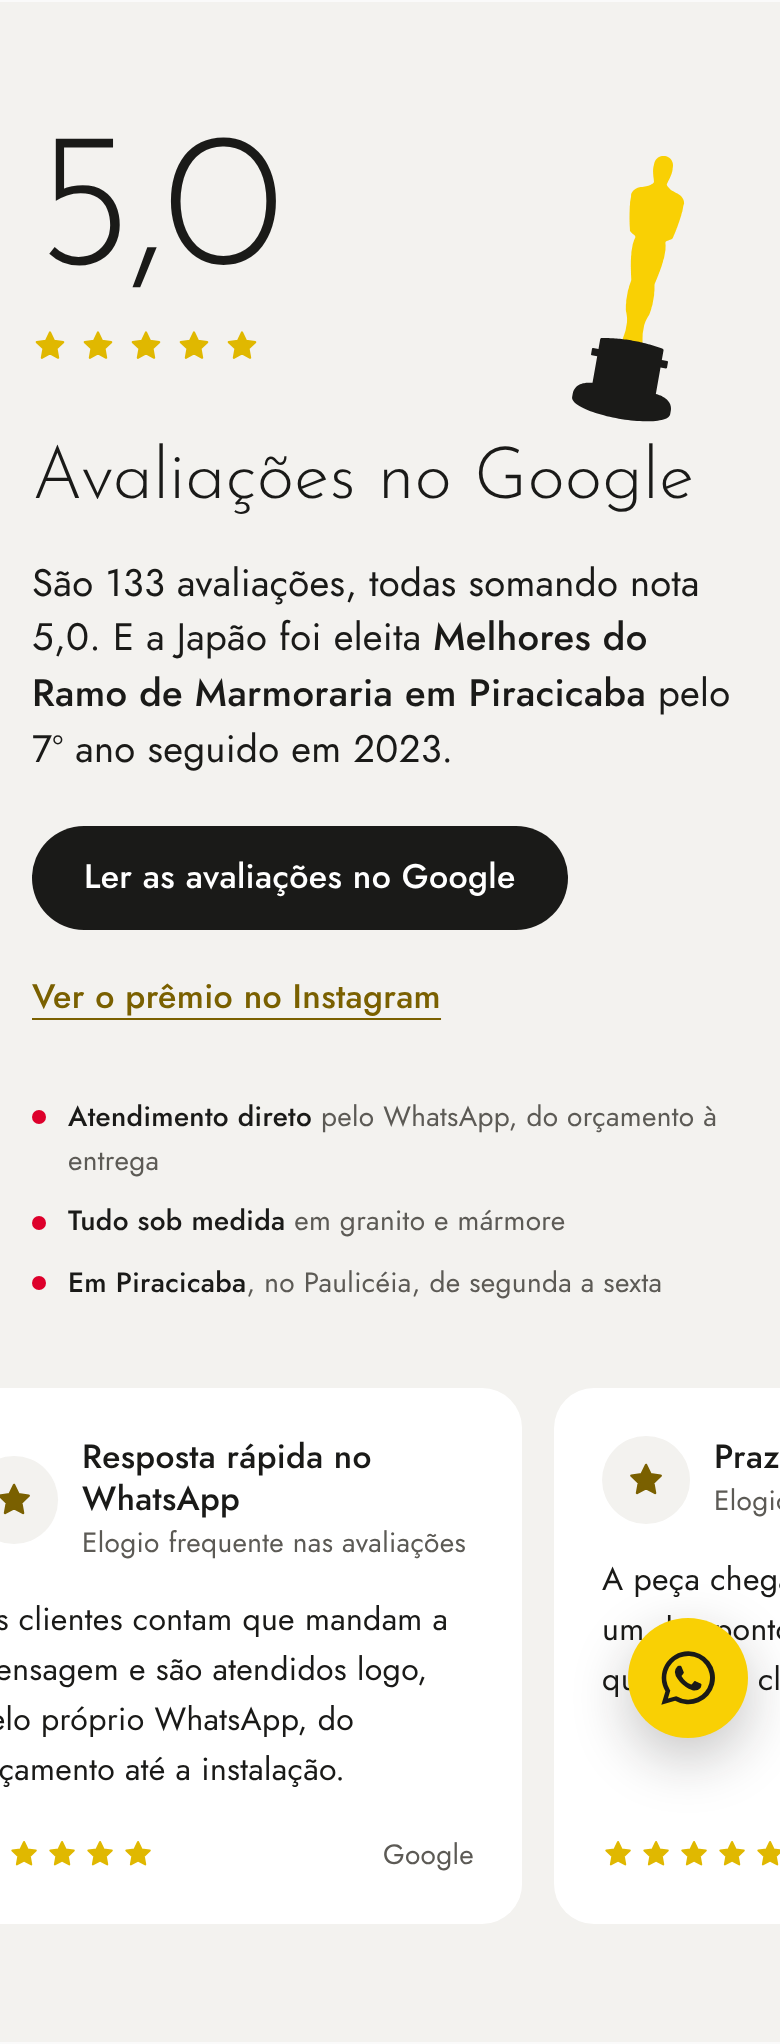 5,0
Avaliações no Google
São 133 avaliações, todas somando nota
5,0. E a Japão foi eleita Melhores do
Ramo de Marmoraria em Piracicaba pelo
7º ano seguido em 2023.
Ler as avaliações no Google
Ver o prêmio no Instagram
Atendimento direto pelo WhatsApp, do orçamento à
entrega
Tudo sob medida em granito e mármore
Em Piracicaba, no Paulicéia, de segunda a sexta
Resposta rápida no
WhatsApp
Elogio frequente nas avaliações
s clientes contam que mandam a
ensagem e são atendidos logo,
elo próprio WhatsApp, do
çamento até a instalação.
Google
Praz
Elogi
A peça cheg
um